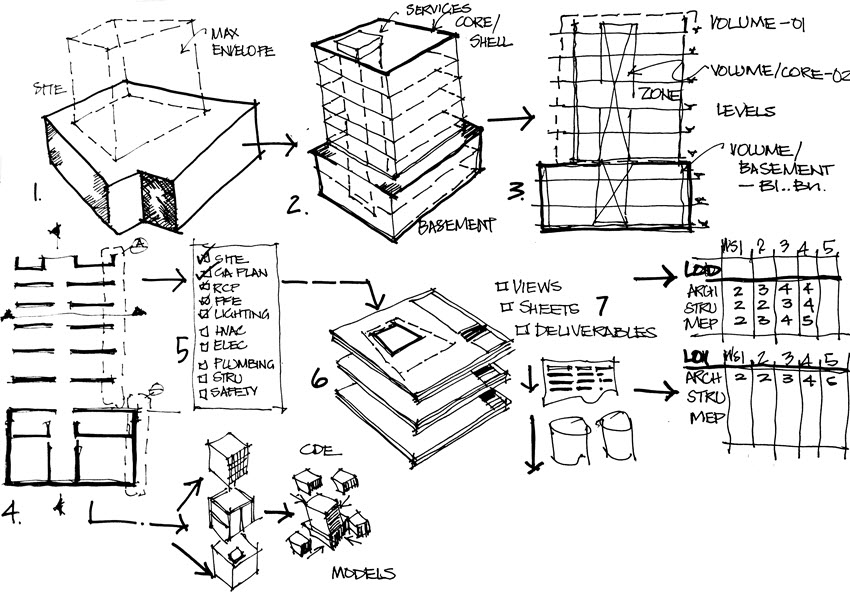 MAX
ENVELOPE
SITE
1.
SERVICES
CORE/
SHELL
2.
BASEMENT
VOLUME-01
VOLUME/CORE-02
ZONE
LEVELS
VOLUME/
BASEMENT
- B1..Bn.
3.
A
4.
5
SITE
GA PLAN
RCP
FFE
LIGHTING
HVAC
ELEC
PLUMBING
STRU
SAFETY
6
VIEWS
SHEETS
DELIVERABLES
7
WS1 2 3 4 5
LOD
ARCH 2 3 4 4
STRU 2 2 3 4
MEP 2 3 4 5
LOI WS1 2 3 4 5
ARCH 2 2 3 4 6
STRU
MEP
CDE
MODELS